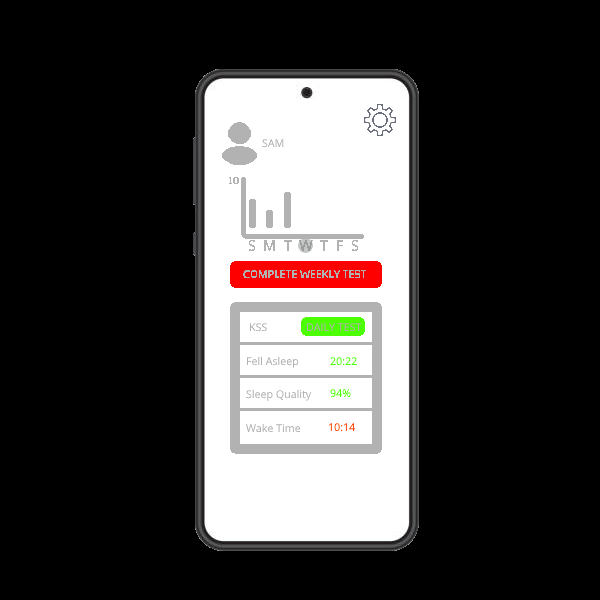 SAM
10
S M T W T F S
COMPLETE WEEKLY TEST
KSS DAILY TEST
Fell Asleep 20:22
Sleep Quality 94%
Wake Time 10:14